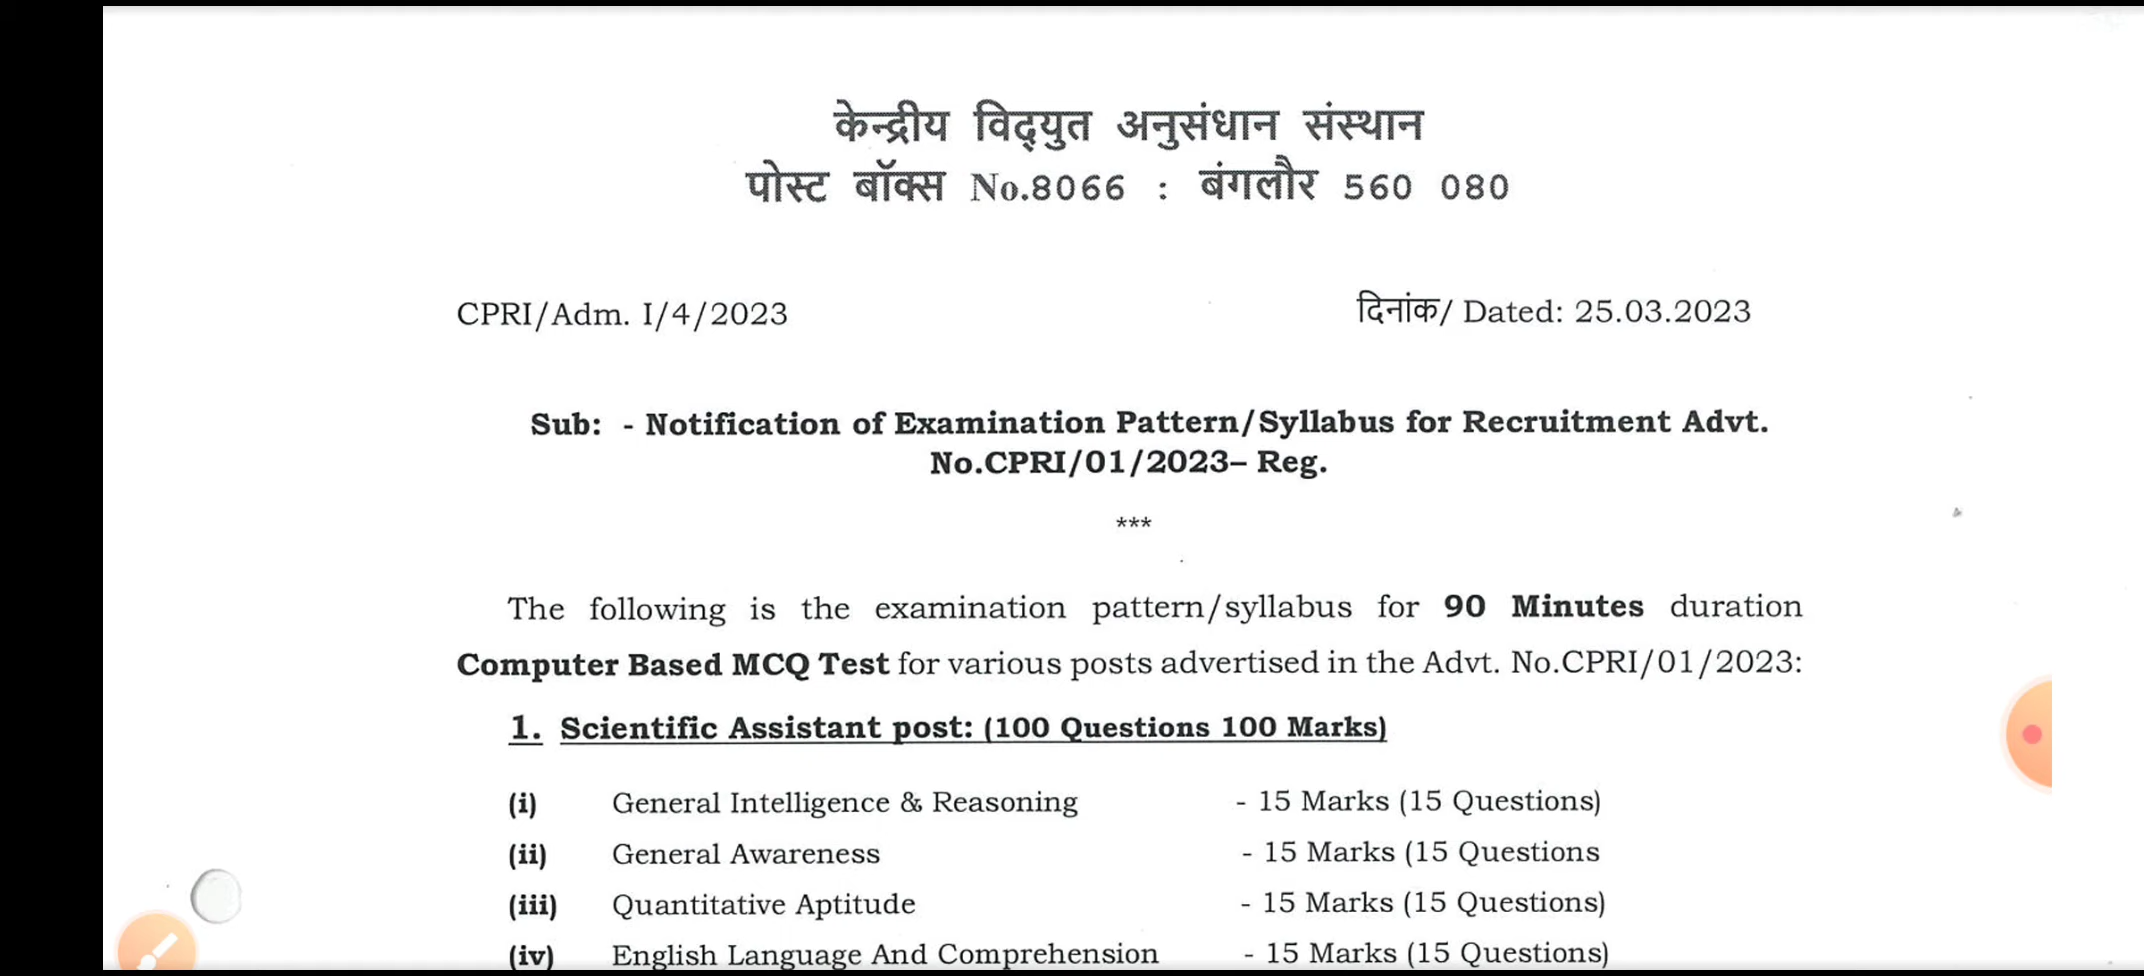 केन्द्रीय विद्युत अनुसंधान संस्थान
पोस्ट बॉक्स No.8066 : बंगलौर 560 080
CPRI/Adm. I/4/2023 दिनांक/ Dated: 25.03.2023
Sub: - Notification of Examination Pattern/Syllabus for Recruitment Advt.
No.CPRI/01/2023– Reg.
***
The following is the examination pattern/syllabus for 90 Minutes duration
Computer Based MCQ Test for various posts advertised in the Advt. No.CPRI/01/2023:
1. Scientific Assistant post: (100 Questions 100 Marks)
(i) General Intelligence & Reasoning - 15 Marks (15 Questions)
(ii) General Awareness - 15 Marks (15 Questions
(iii) Quantitative Aptitude - 15 Marks (15 Questions)
(iv) English Language And Comprehension - 15 Marks (15 Questions)